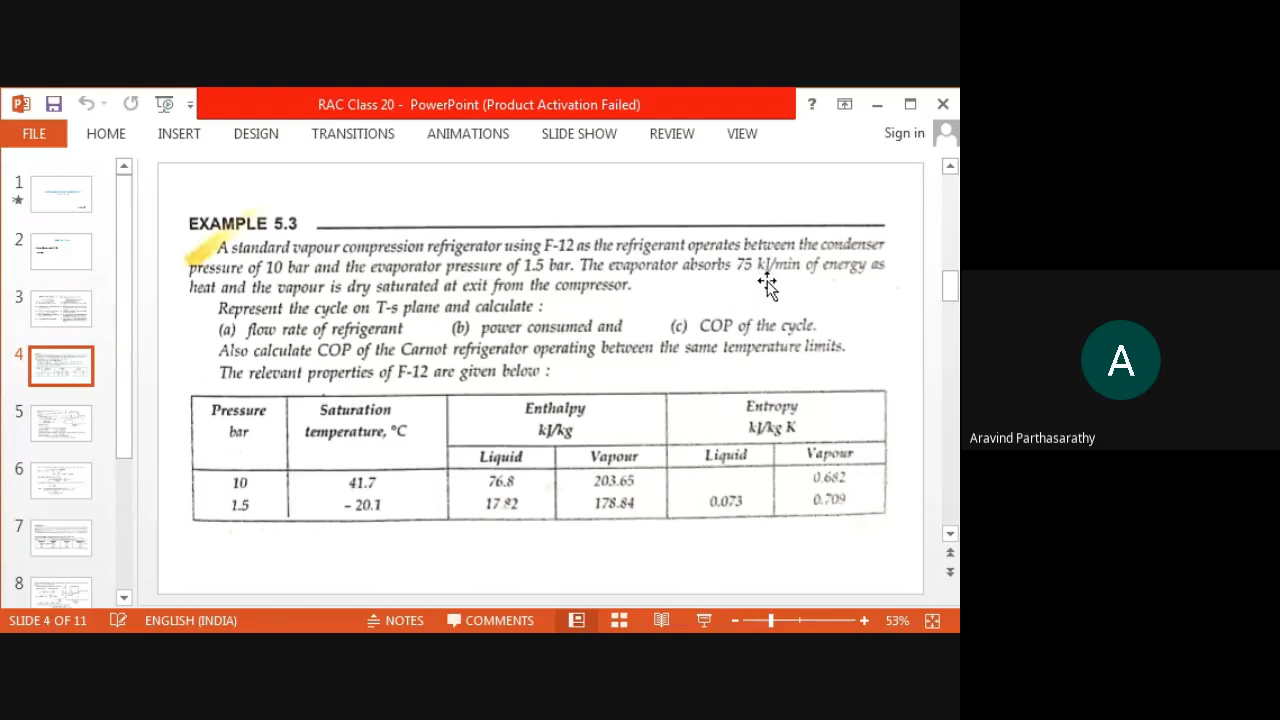 RAC Class 20 - PowerPoint (Product Activation Failed)
?
FILE HOME INSERT DESIGN TRANSITIONS ANIMATIONS SLIDE SHOW REVIEW VIEW Sign in
1
2
3
4
5
6
7
8
EXAMPLE 5.3
A standard vapour compression refrigerator using F-12 as the refrigerant operates between the condenser
pressure of 10 bar and the evaporator pressure of 1.5 bar. The evaporator absorbs 75 kJ/min of energy as
heat and the vapour is dry saturated at exit from the compressor.
Represent the cycle on T-s plane and calculate :
(a) flow rate of refrigerant (b) power consumed and (c) COP of the cycle.
Also calculate COP of the Carnot refrigerator operating between the same temperature limits.
The relevant properties of F-12 are given below :
Pressure Saturation Enthalpy Entropy
bar temperature, °C kJ/kg kJ/kg K
Liquid Vapour Liquid Vapour
10 41.7 76.8 203.65 0.682
1.5 – 20.1 17.82 178.84 0.073 0.709
SLIDE 4 OF 11 ENGLISH (INDIA) NOTES COMMENTS 53%
A
Aravind Parthasarathy